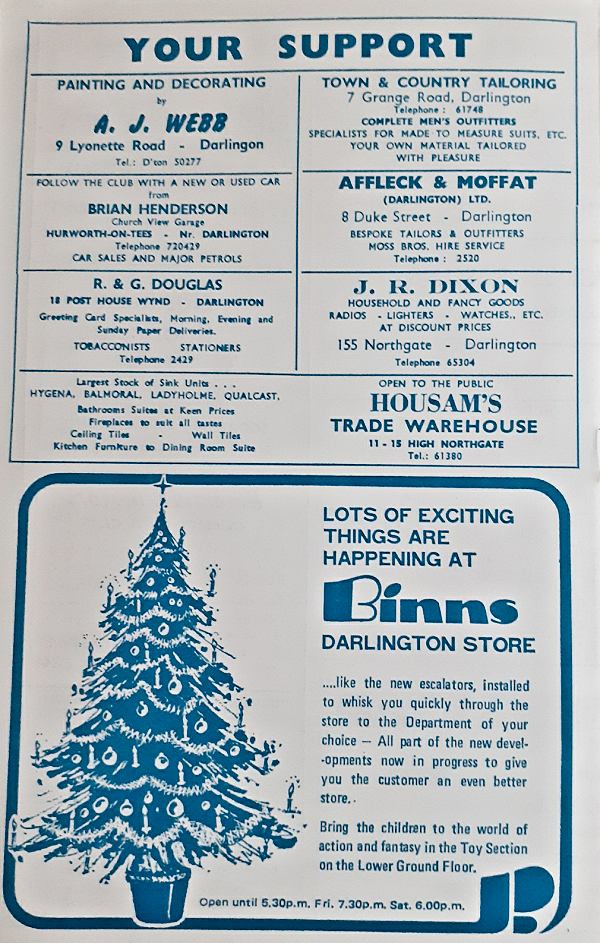 YOUR SUPPORT
PAINTING AND DECORATING
by
A. J. WEBB
9 Lyonette Road - Darlingon
Tel.: D'ton 50277
TOWN & COUNTRY TAILORING
7 Grange Road, Darlington
Telephone : 61748
COMPLETE MEN'S OUTFITTERS
SPECIALISTS FOR MADE TO MEASURE SUITS, ETC.
YOUR OWN MATERIAL TAILORED
WITH PLEASURE
FOLLOW THE CLUB WITH A NEW OR USED CAR
from
BRIAN HENDERSON
Church View Garage
HURWORTH-ON-TEES - Nr. DARLINGTON
Telephone 720429
CAR SALES AND MAJOR PETROLS
AFFLECK & MOFFAT
(DARLINGTON) LTD.
8 Duke Street - Darlington
BESPOKE TAILORS & OUTFITTERS
MOSS BROS. HIRE SERVICE
Telephone : 2520
R. & G. DOUGLAS
18 POST HOUSE WYND - DARLINGTON
Greeting Card Specialists, Morning, Evening and
Sunday Paper Deliveries.
TOBACCONISTS STATIONERS
Telephone 2429
J. R. DIXON
HOUSEHOLD AND FANCY GOODS
RADIOS - LIGHTERS - WATCHES., ETC.
AT DISCOUNT PRICES
155 Northgate - Darlington
Telephone 65304
Largest Stock of Sink Units . . .
HYGENA, BALMORAL, LADYHOLME, QUALCAST,
Bathrooms Suites at Keen Prices
Fireplaces to suit all tastes
Ceiling Tiles - Wall Tiles
Kitchen Furniture to Dining Room Suite
OPEN TO THE PUBLIC
HOUSAM'S
TRADE WAREHOUSE
11 - 15 HIGH NORTHGATE
Tel.: 61380
LOTS OF EXCITING
THINGS ARE
HAPPENING AT
Binns
DARLINGTON STORE
....like the new escalators, installed
to whisk you quickly through the
store to the Department of your
choice – All part of the new devel-
-opments now in progress to give
you the customer an even better
store..
Bring the children to the world of
action and fantasy in the Toy Section
on the Lower Ground Floor.
Open until 5.30p.m. Fri. 7.30p.m. Sat. 6.00p.m.